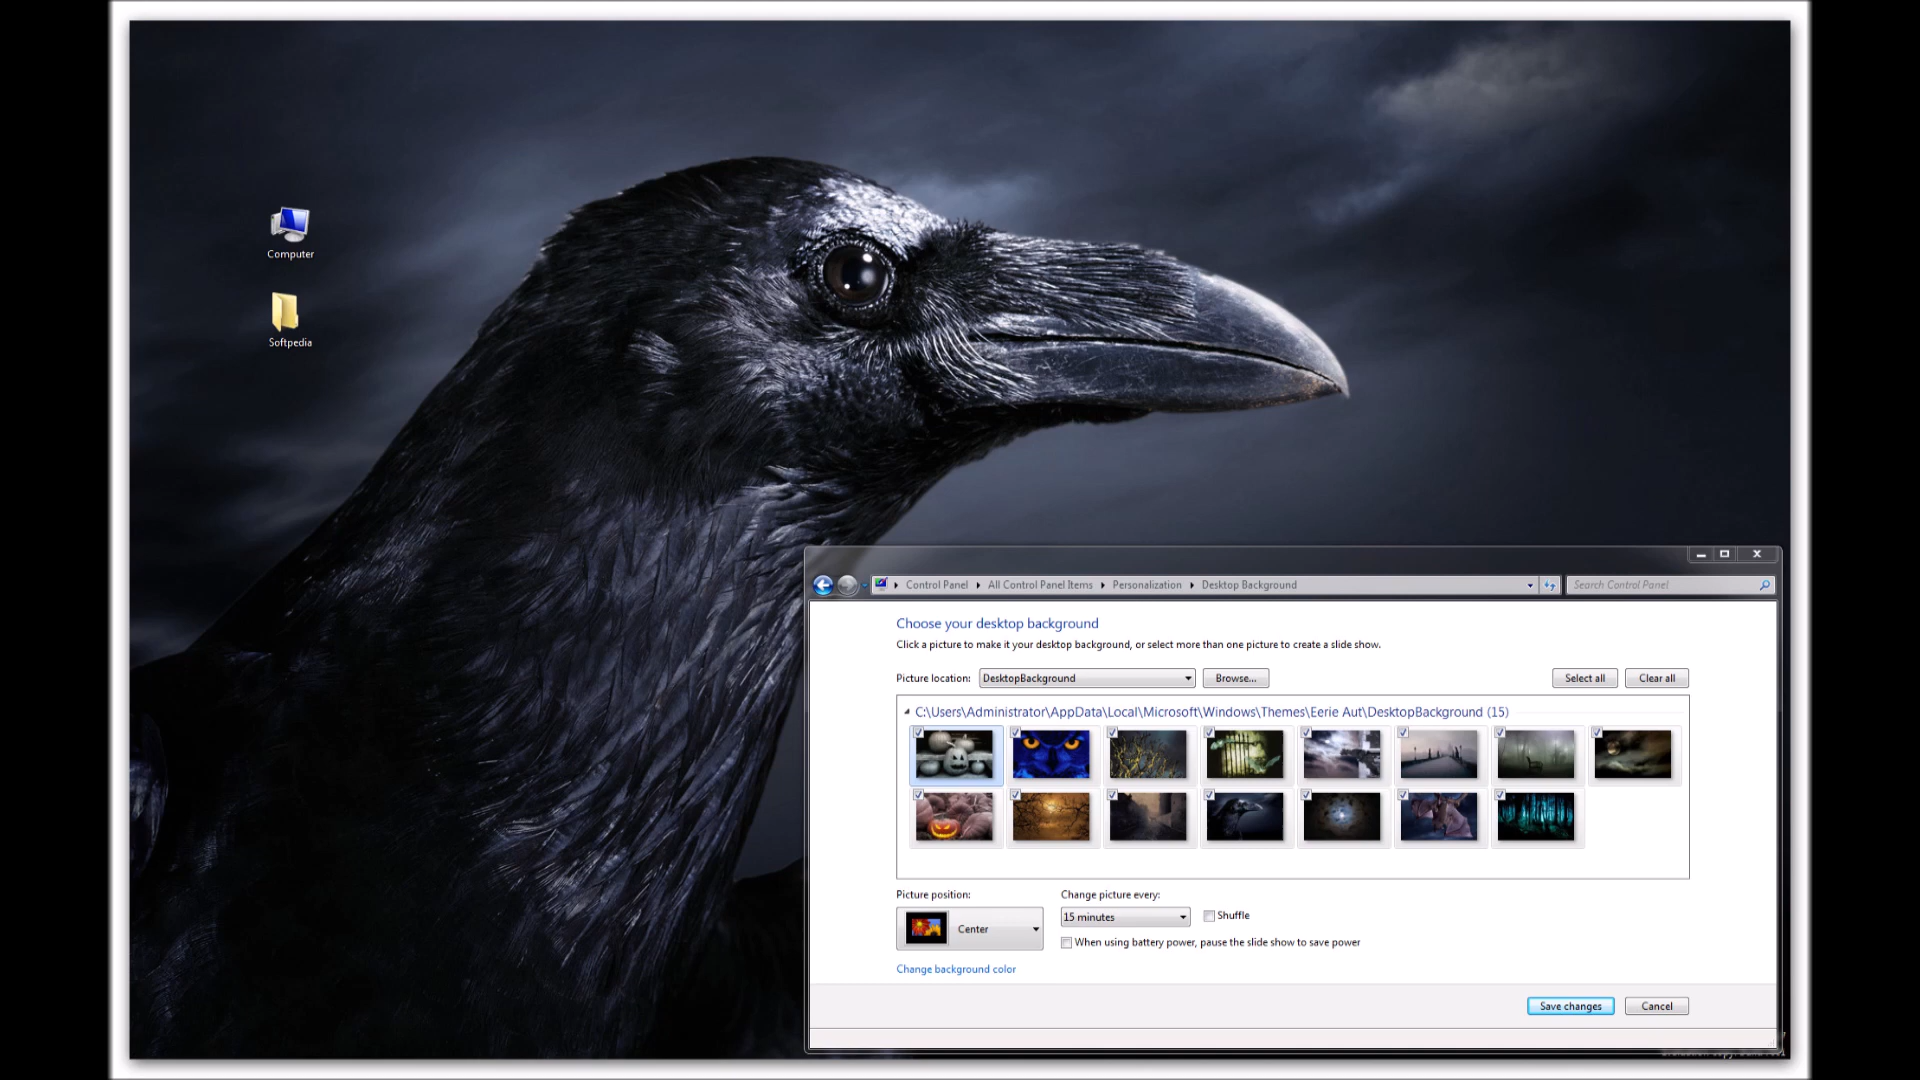 Computer
Softpedia
Control Panel
All Control Panel Items
Personalization
Desktop Background
Search Control Panel
Choose your desktop background
Click a picture to make it your desktop background, or select more than one picture to create a slide show.
Picture location:
DesktopBackground
Browse...
Select all
Clear all
C:\Users\Administrator\AppData\Local\Microsoft\Windows\Themes\Eerie Aut\DesktopBackground (15)
Picture position:
Change picture every:
Center
15 minutes
Shuffle
When using battery power, pause the slide show to save power
Change background color
Save changes
Cancel